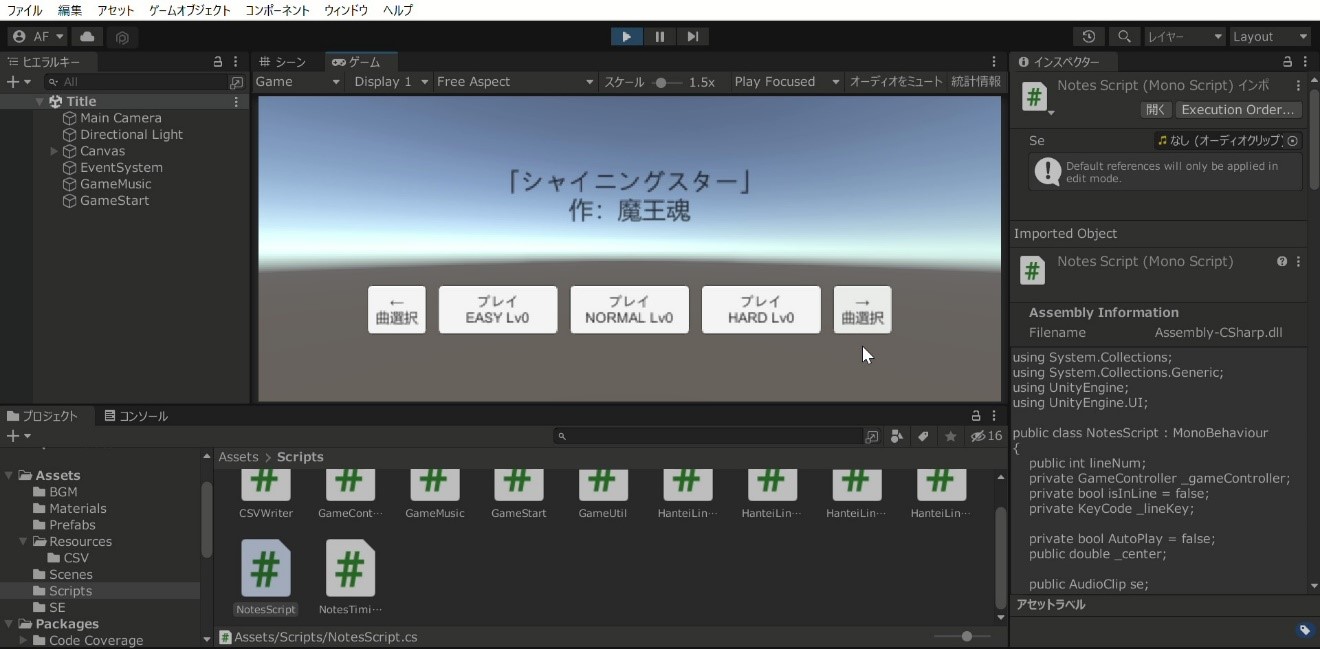 ファイル 編集 アセット ゲームオブジェクト コンポーネント ウィンドウ ヘルプ
AF
レイヤー Layout
ヒエラルキー
All
Title
Main Camera
Directional Light
Canvas
EventSystem
GameMusic
GameStart
シーン ゲーム
Game Display 1 Free Aspect スケール 1.5x Play Focused オーディオをミュート 統計情報
「シャイニングスター」
作: 魔王魂
←
曲選択
プレイ
EASY Lv0
プレイ
NORMAL Lv0
プレイ
HARD Lv0
→
曲選択
インスペクター
Notes Script (Mono Script) インポ
開く Execution Order...
Se なし (オーディオクリップ)
Default references will only be applied in
edit mode.
Imported Object
Notes Script (Mono Script)
Assembly Information
Filename Assembly-CSharp.dll
using System.Collections;
using System.Collections.Generic;
using UnityEngine;
using UnityEngine.UI;
public class NotesScript : MonoBehaviour
{
public int lineNum;
private GameController _gameController;
private bool isInLine = false;
private KeyCode _lineKey;
private bool AutoPlay = false;
public double _center;
public AudioClip se;
アセットラベル
プロジェクト コンソール
16
Assets
BGM
Materials
Prefabs
Resources
CSV
Scenes
Scripts
SE
Packages
Code Coverage
Assets > Scripts
CSVWriter GameCont… GameMusic GameStart GameUtil HanteiLin… HanteiLin… HanteiLin… HanteiLin…
NotesScript NotesTimi…
Assets/Scripts/NotesScript.cs